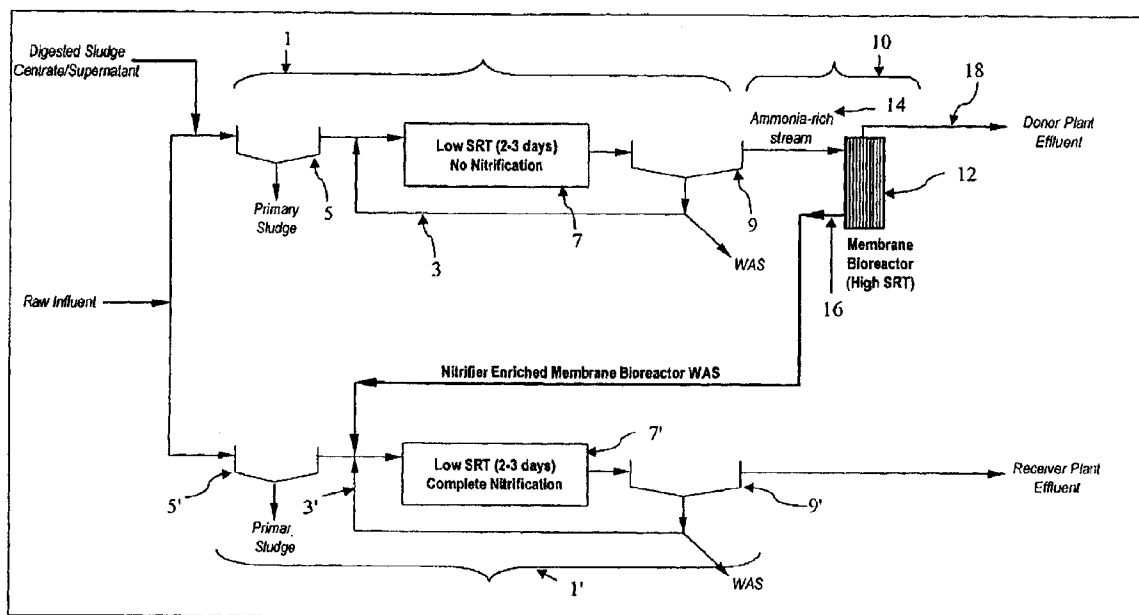 1
10
Digested Sludge
Centrate/Supernatant
18
14
Ammonia-rich
stream
Donor Plant
Effluent
Low SRT (2-3 days)
No Nitrification
12
Primary
Sludge
5
7
9
3
WAS
Membrane
Bioreactor
(High SRT)
16
Raw Influent
Nitrifier Enriched Membrane Bioreactor WAS
7'
Low SRT (2-3 days)
Complete Nitrification
Receiver Plant
Effluent
5'
3'
9'
Primar
Sludge
WAS
1'